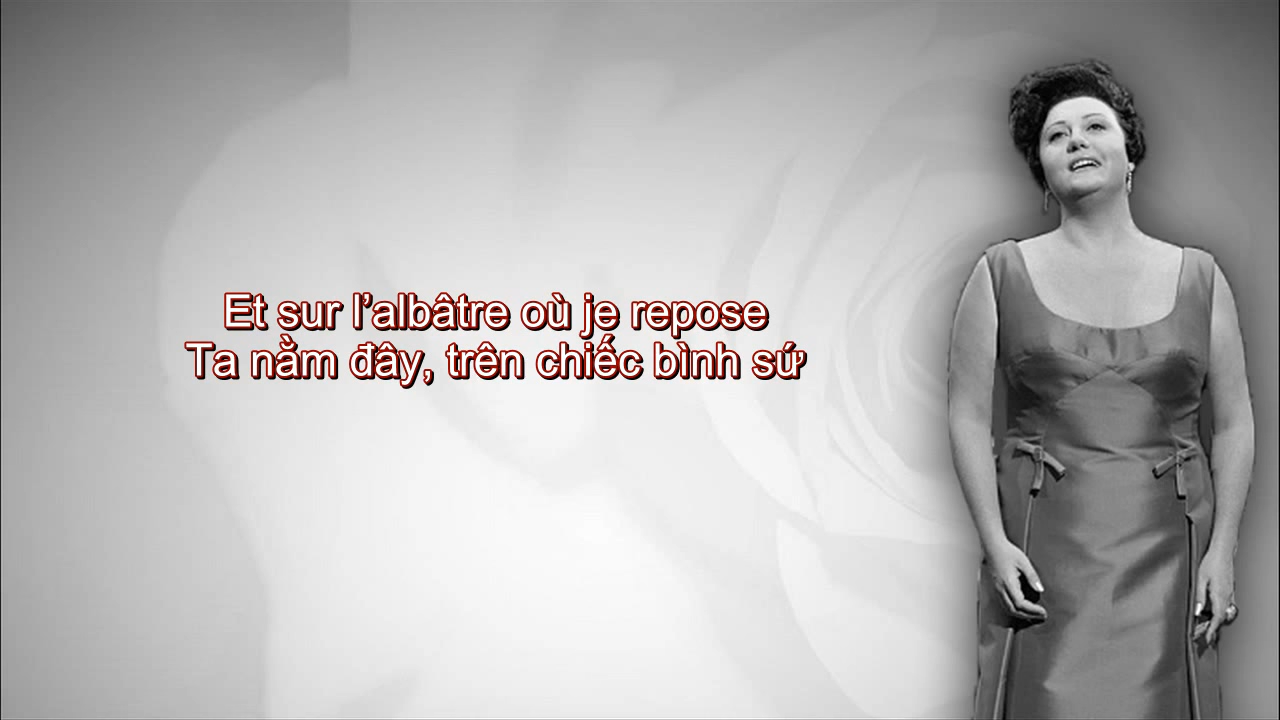 Et sur l’albâtre où je repose
Ta nằm đây, trên chiếc bình sứ